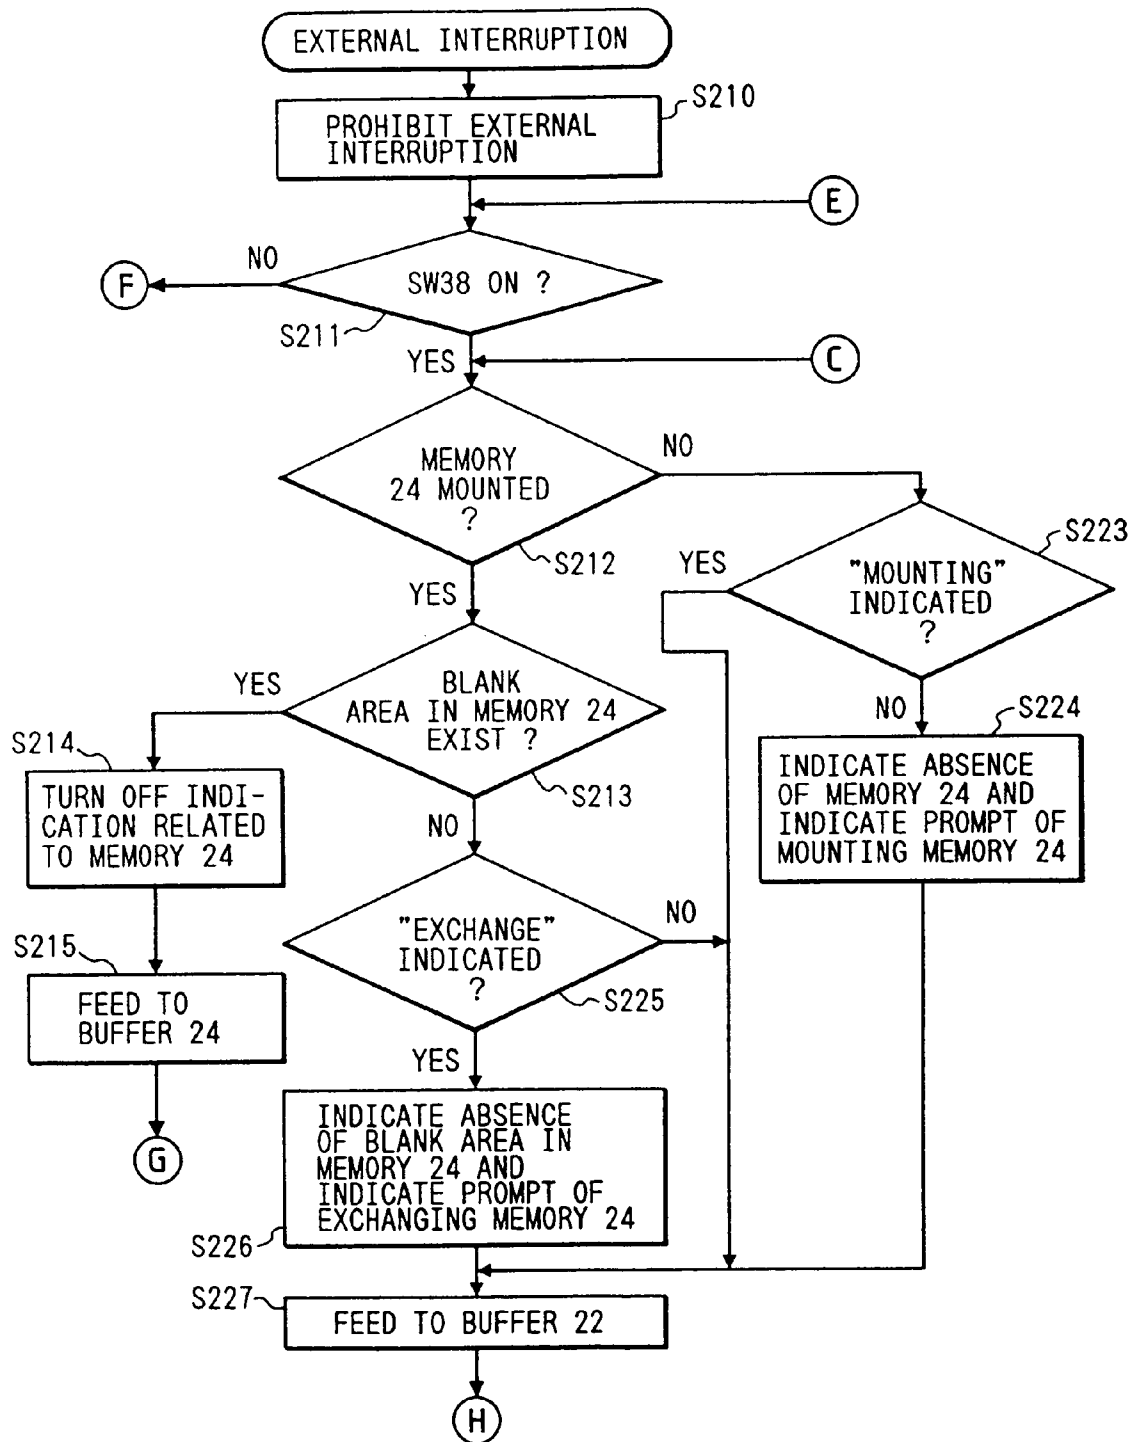 EXTERNAL INTERRUPTION
S210
PROHIBIT EXTERNAL
INTERRUPTION
E
NO
F
SW38 ON ?
S211
YES
C
MEMORY
24 MOUNTED
?
NO
S212
YES
S223
YES
"MOUNTING"
INDICATED
?
NO
S224
INDICATE ABSENCE
OF MEMORY 24 AND
INDICATE PROMPT OF
MOUNTING MEMORY 24
YES
BLANK
AREA IN MEMORY 24
EXIST ?
S213
NO
S214
TURN OFF INDI-
CATION RELATED
TO MEMORY 24
S215
FEED TO
BUFFER 24
G
"EXCHANGE"
INDICATED
?
NO
S225
YES
INDICATE ABSENCE
OF BLANK AREA IN
MEMORY 24 AND
INDICATE PROMPT OF
EXCHANGING MEMORY 24
S226
S227
FEED TO BUFFER 22
H